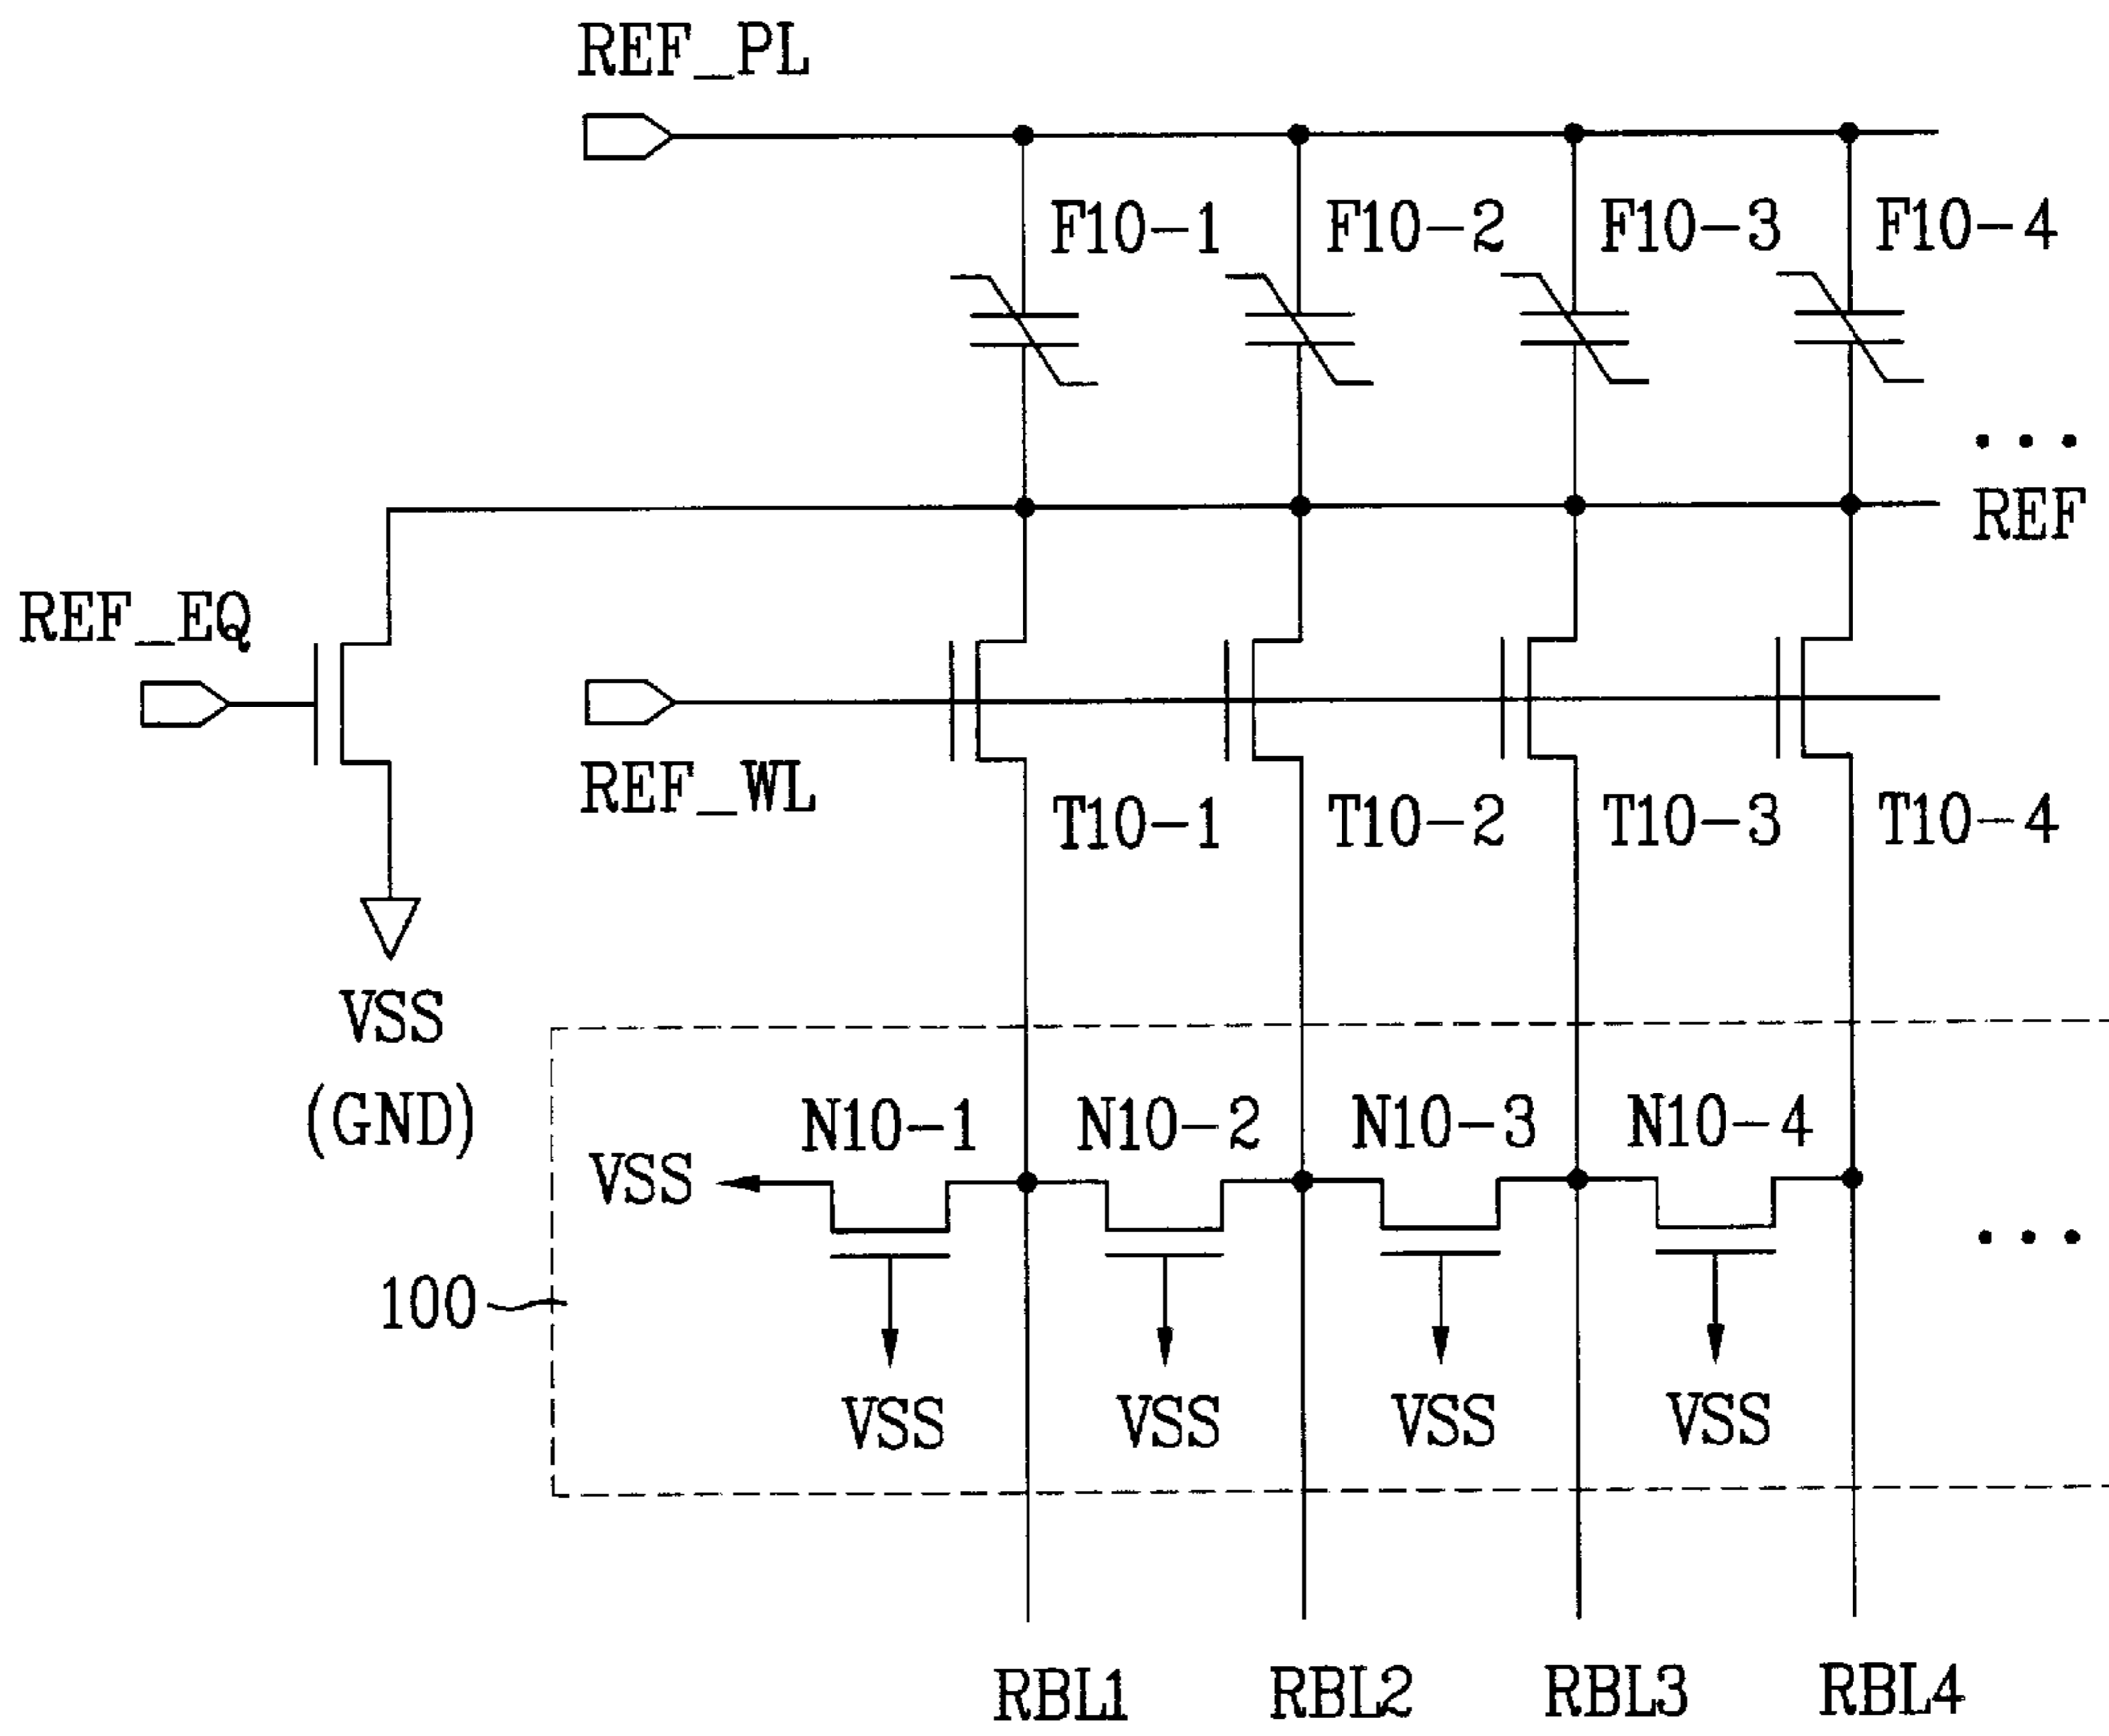 REF_PL
F10-1 F10-2 F10-3 F10-4
...
REF
REF_EQ
REF_WL
T10-1 T10-2 T10-3 T10-4
VSS
(GND)
N10-1 N10-2 N10-3 N10-4
VSS
...
100
VSS VSS VSS VSS
RBL1 RBL2 RBL3 RBL4